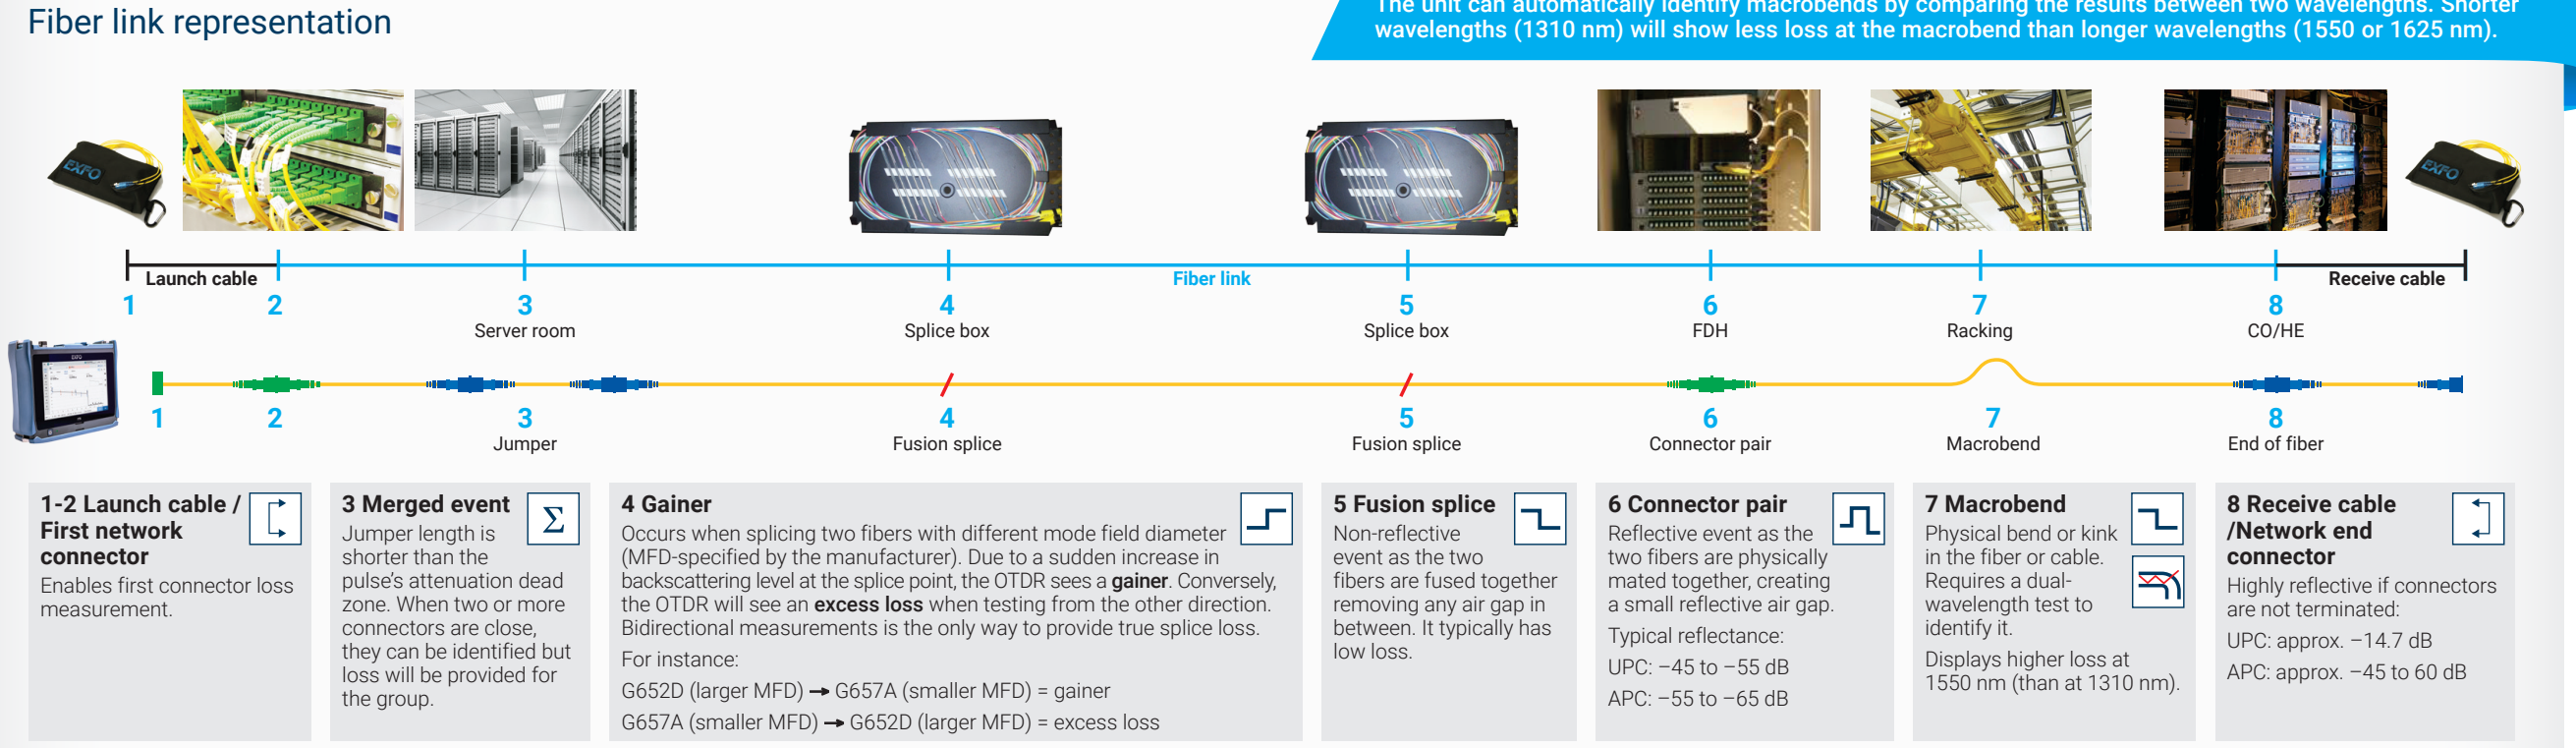 Fiber link representation
The unit can automatically identify macrobends by comparing the results between two wavelengths. Shorter
wavelengths (1310 nm) will show less loss at the macrobend than longer wavelengths (1550 or 1625 nm).
EXFO
EXFO
Launch cable
Fiber link
Receive cable
1
2
3
4
5
6
7
8
Server room
Splice box
Splice box
FDH
Racking
CO/HE
EXFO
1
2
3
4
5
6
7
8
Jumper
Fusion splice
Fusion splice
Connector pair
Macrobend
End of fiber
1-2 Launch cable /
First network
connector
Enables first connector loss
measurement.
3 Merged event
Σ
Jumper length is
shorter than the
pulse's attenuation dead
zone. When two or more
connectors are close,
they can be identified but
loss will be provided for
the group.
4 Gainer
Occurs when splicing two fibers with different mode field diameter
(MFD-specified by the manufacturer). Due to a sudden increase in
backscattering level at the splice point, the OTDR sees a gainer. Conversely,
the OTDR will see an excess loss when testing from the other direction.
Bidirectional measurements is the only way to provide true splice loss.
For instance:
G652D (larger MFD) → G657A (smaller MFD) = gainer
G657A (smaller MFD) → G652D (larger MFD) = excess loss
5 Fusion splice
Non-reflective
event as the two
fibers are fused together
removing any air gap in
between. It typically has
low loss.
6 Connector pair
Reflective event as the
two fibers are physically
mated together, creating
a small reflective air gap.
Typical reflectance:
UPC: −45 to −55 dB
APC: −55 to −65 dB
7 Macrobend
Physical bend or kink
in the fiber or cable.
Requires a dual-
wavelength test to
identify it.
Displays higher loss at
1550 nm (than at 1310 nm).
8 Receive cable
/Network end
connector
Highly reflective if connectors
are not terminated:
UPC: approx. −14.7 dB
APC: approx. −45 to 60 dB